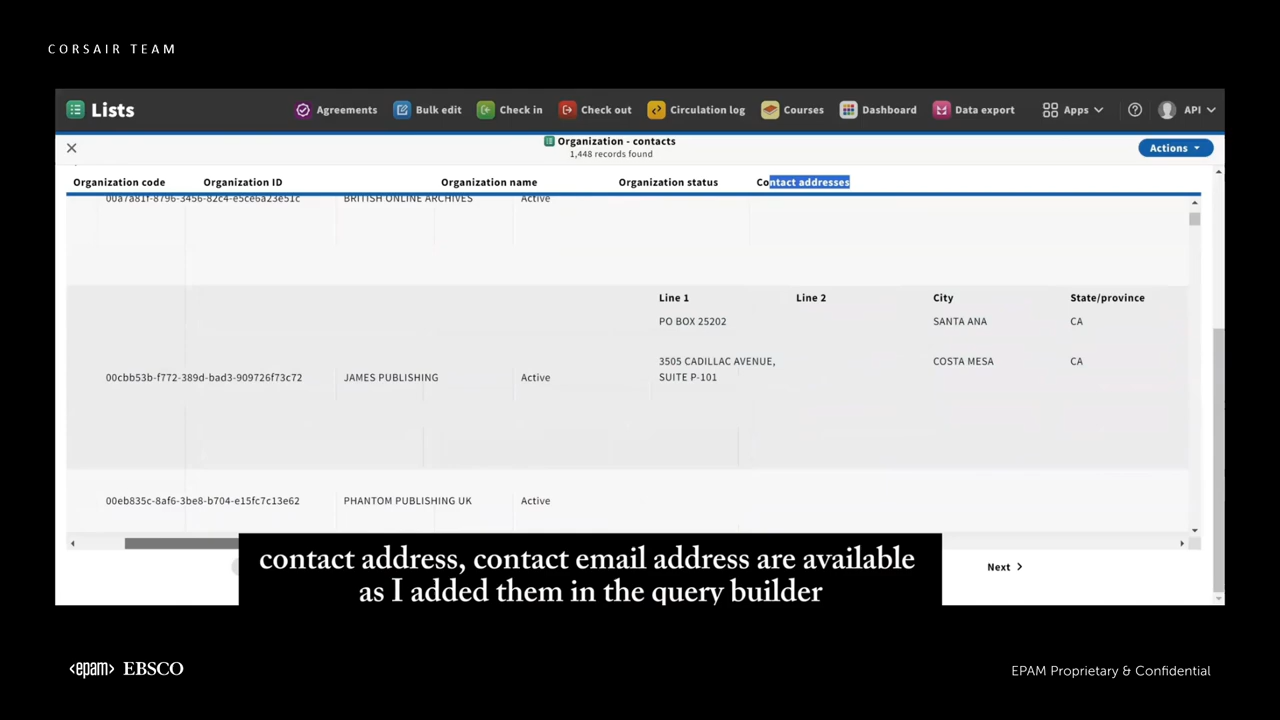 CORSAIR TEAM
Lists
Agreements Bulk edit Check in Check out Circulation log Courses Dashboard Data export Apps API
Organization - contacts
1,448 records found
Actions
Organization code Organization ID Organization name Organization status Contact addresses
00a7a81f-8796-3456-82c4-e5ce6a23e51c BRITISH ONLINE ARCHIVES Active
Line 1 Line 2 City State/province
PO BOX 25202 SANTA ANA CA
3505 CADILLAC AVENUE, COSTA MESA CA
SUITE P-101
00cbb53b-f772-389d-bad3-909726f73c72 JAMES PUBLISHING Active
00eb835c-8af6-3be8-b704-e15fc7c13e62 PHANTOM PUBLISHING UK Active
contact address, contact email address are available
as I added them in the query builder
Next
<epam> EBSCO
EPAM Proprietary & Confidential